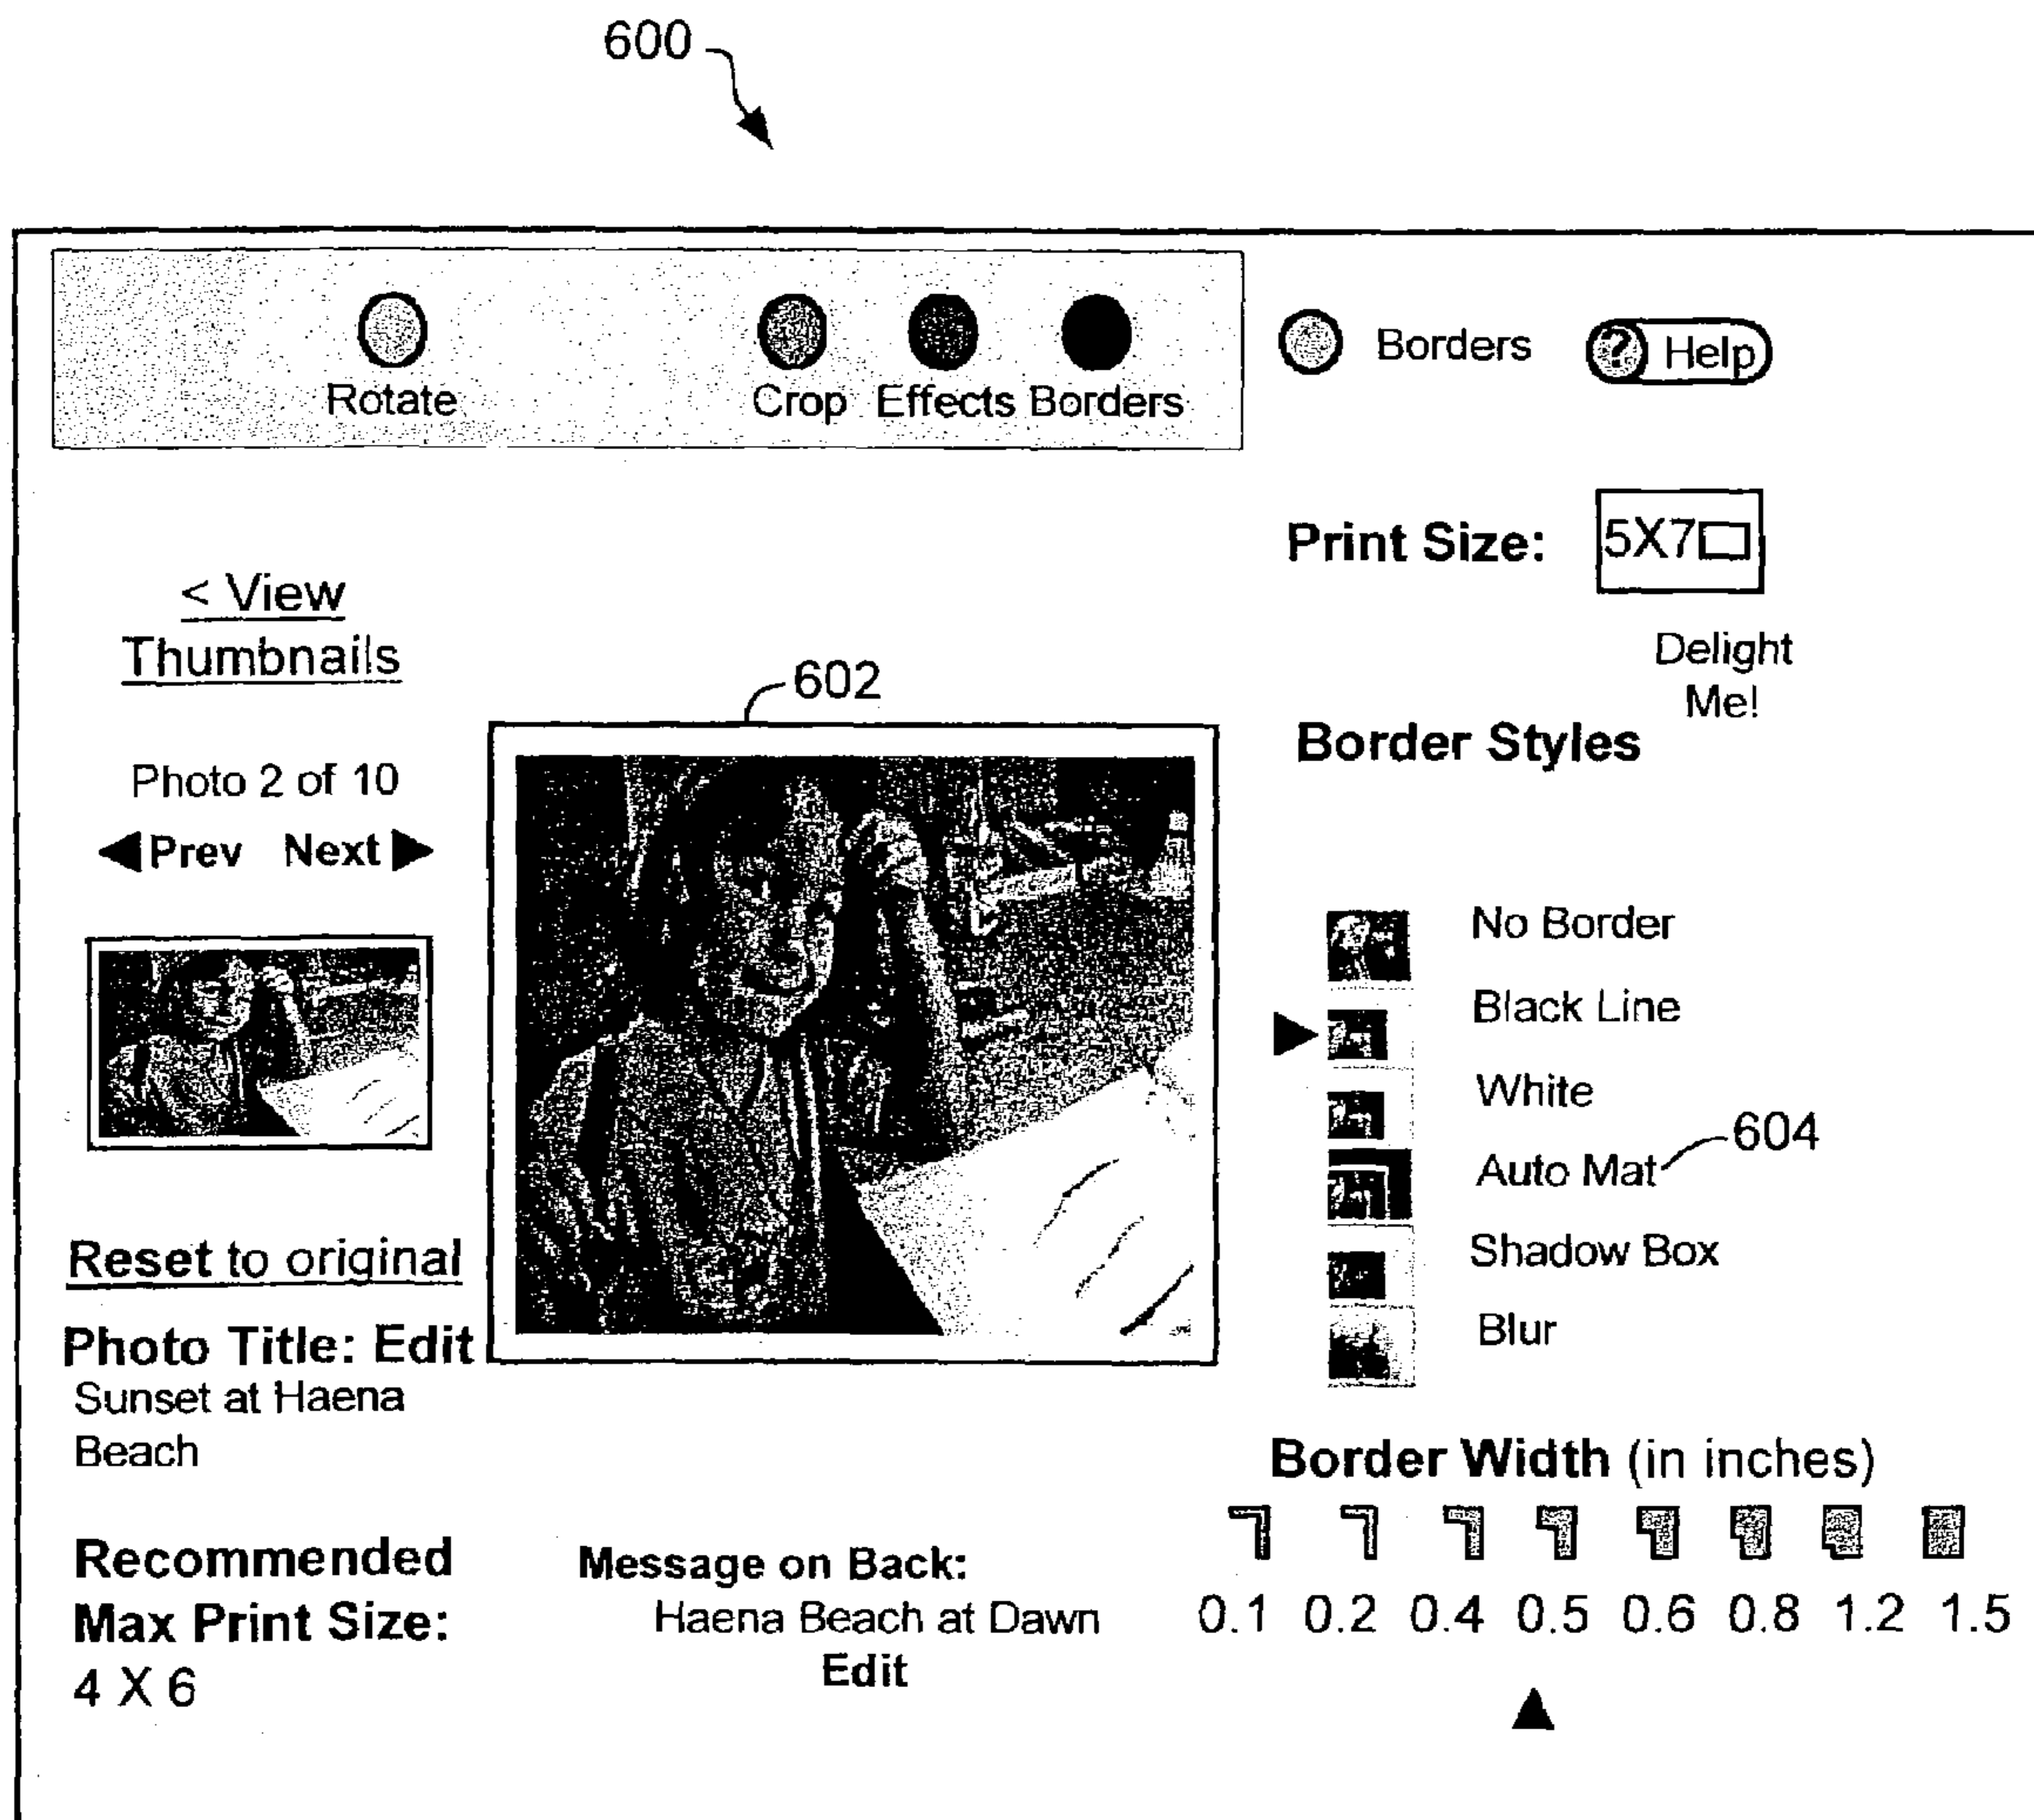 600
Rotate
Crop
Effects
Borders
Borders
? Help
Print Size:
5X7
Delight
Me!
< View
Thumbnails
Photo 2 of 10
Prev
Next
602
Border Styles
No Border
Black Line
White
Auto Mat
604
Shadow Box
Blur
Reset to original
Photo Title: Edit
Sunset at Haena
Beach
Recommended
Max Print Size:
4 X 6
Message on Back:
Haena Beach at Dawn
Edit
Border Width (in inches)
0.1 0.2 0.4 0.5 0.6 0.8 1.2 1.5